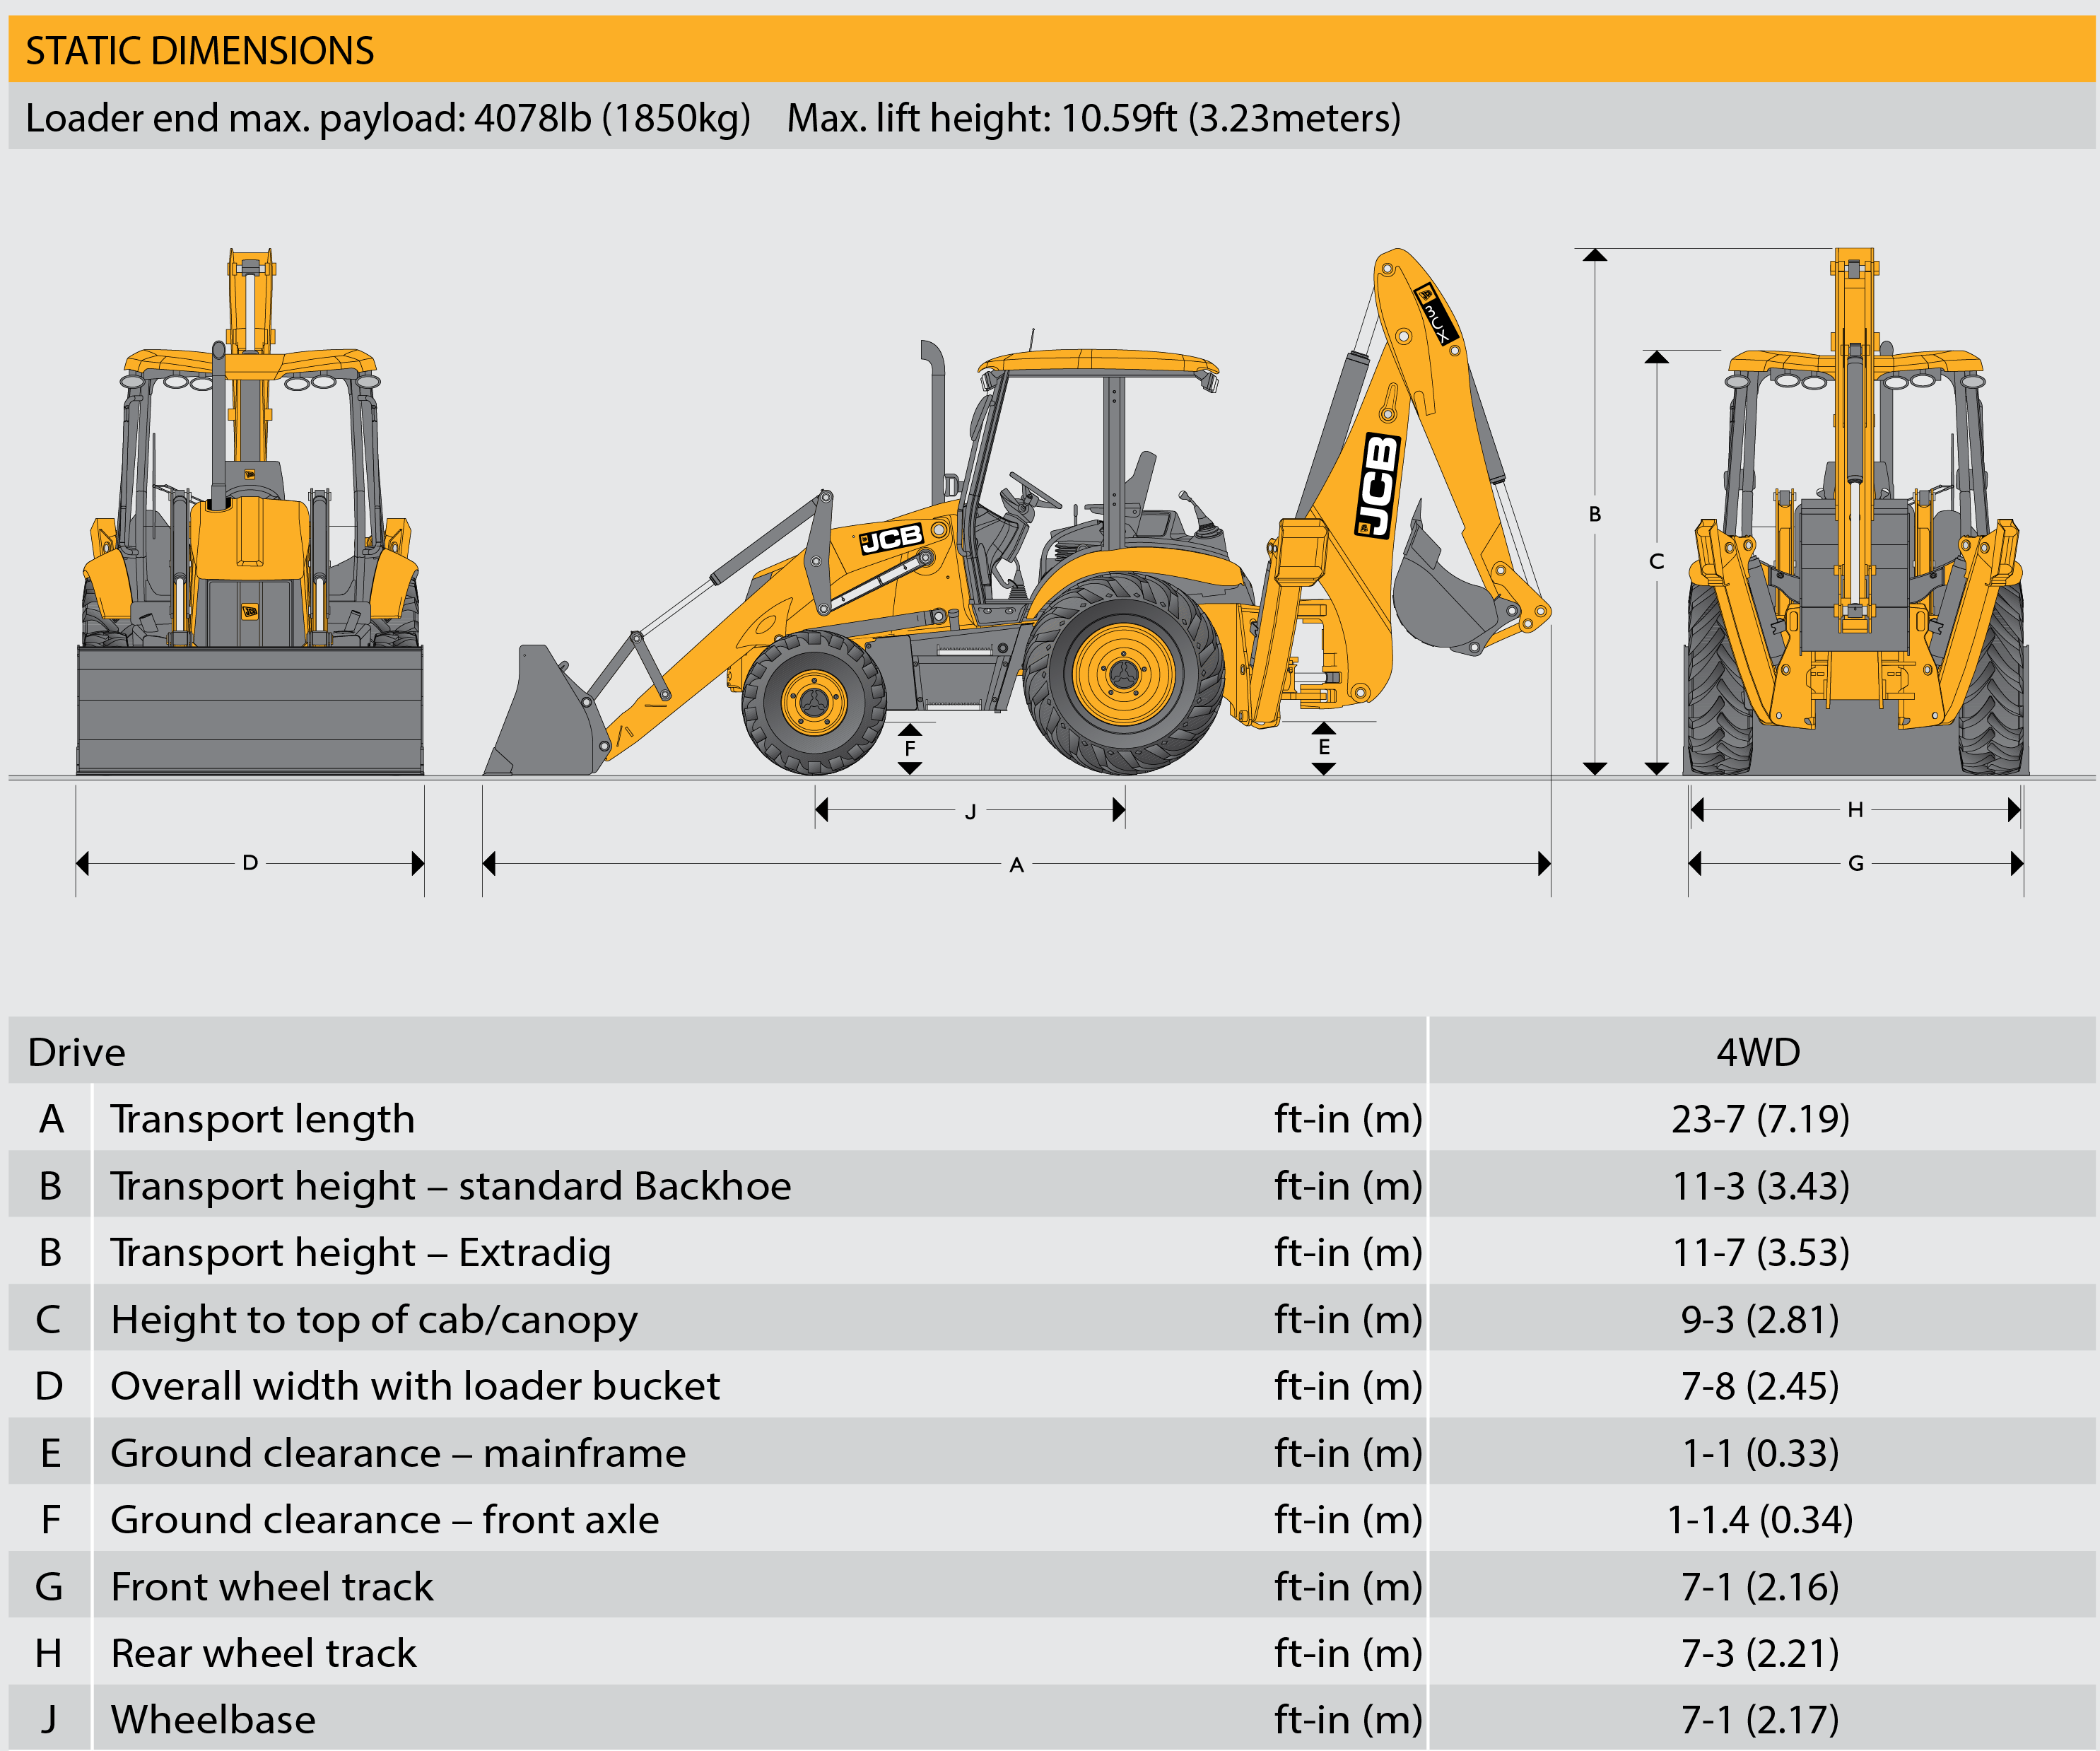 STATIC DIMENSIONS
Loader end max. payload: 4078lb (1850kg) Max. lift height: 10.59ft (3.23meters)
3CX
JCB
JCB
B
C
F
E
J
H
D
A
G
Drive 4WD
A Transport length ft-in (m) 23-7 (7.19)
B Transport height – standard Backhoe ft-in (m) 11-3 (3.43)
B Transport height – Extradig ft-in (m) 11-7 (3.53)
C Height to top of cab/canopy ft-in (m) 9-3 (2.81)
D Overall width with loader bucket ft-in (m) 7-8 (2.45)
E Ground clearance – mainframe ft-in (m) 1-1 (0.33)
F Ground clearance – front axle ft-in (m) 1-1.4 (0.34)
G Front wheel track ft-in (m) 7-1 (2.16)
H Rear wheel track ft-in (m) 7-3 (2.21)
J Wheelbase ft-in (m) 7-1 (2.17)